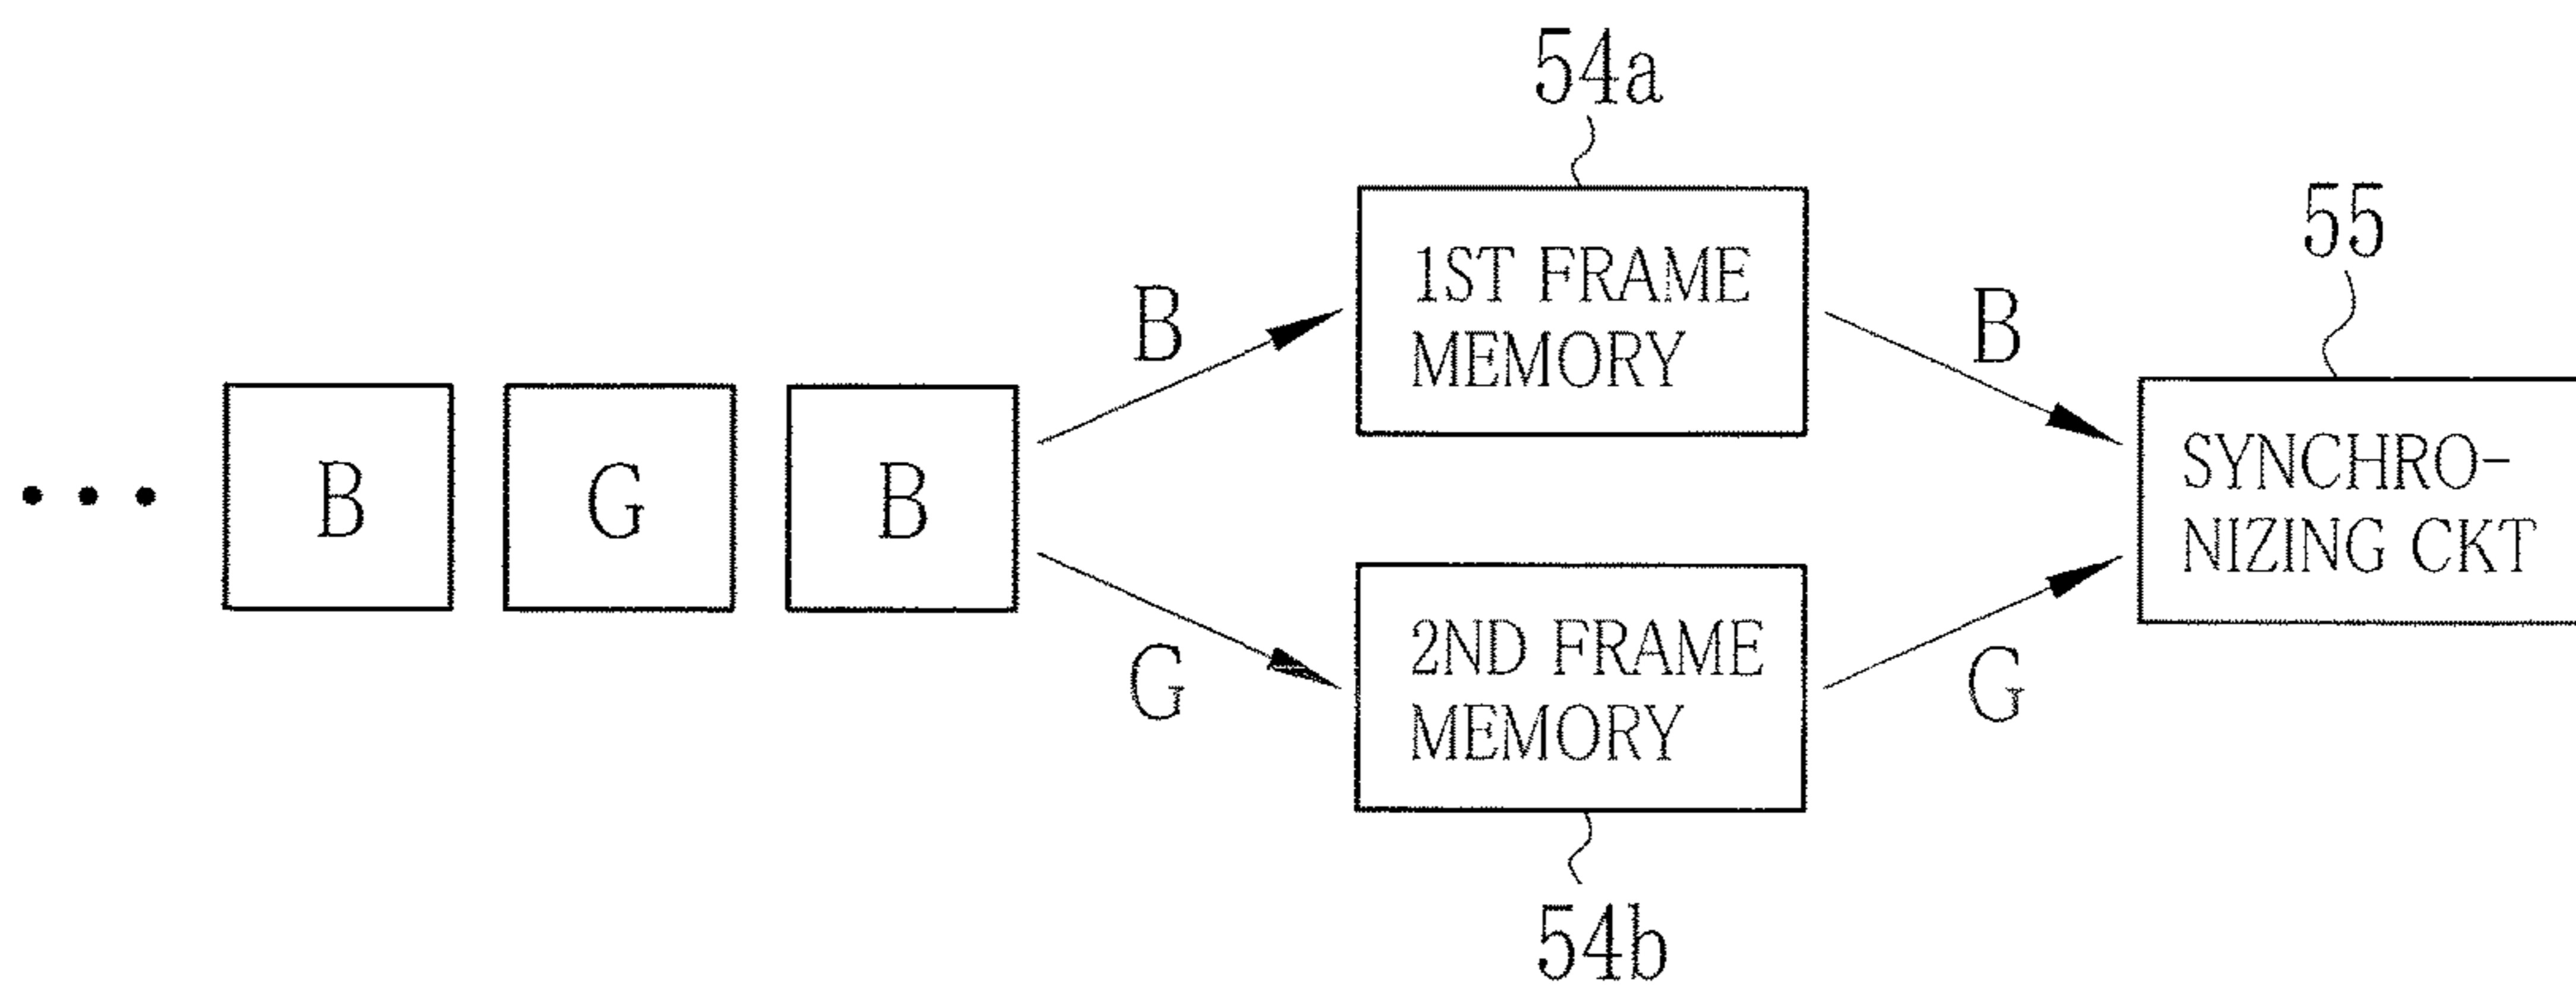 54a
1ST FRAME
MEMORY
55
B
B
SYNCHRO-
NIZING CKT
• • •
B
G
B
G
G
2ND FRAME
MEMORY
54b